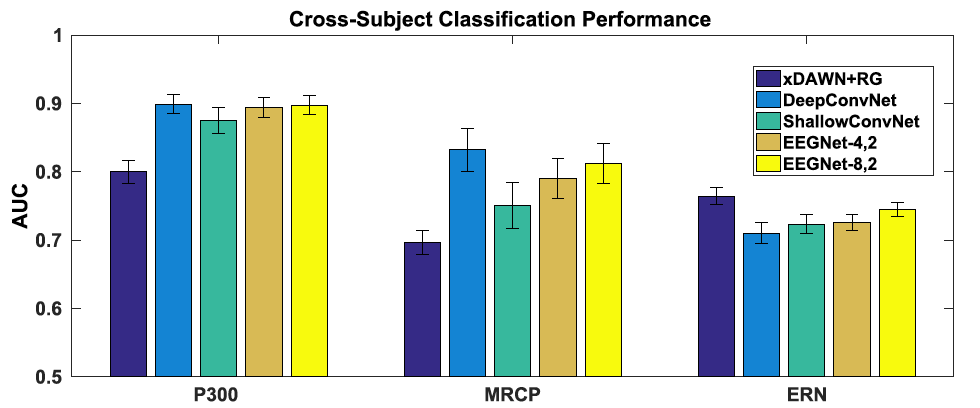 Cross-Subject Classification Performance
AUC
1
0.9
0.8
0.7
0.6
0.5
xDAWN+RG
DeepConvNet
ShallowConvNet
EEGNet-4,2
EEGNet-8,2
P300 MRCP ERN